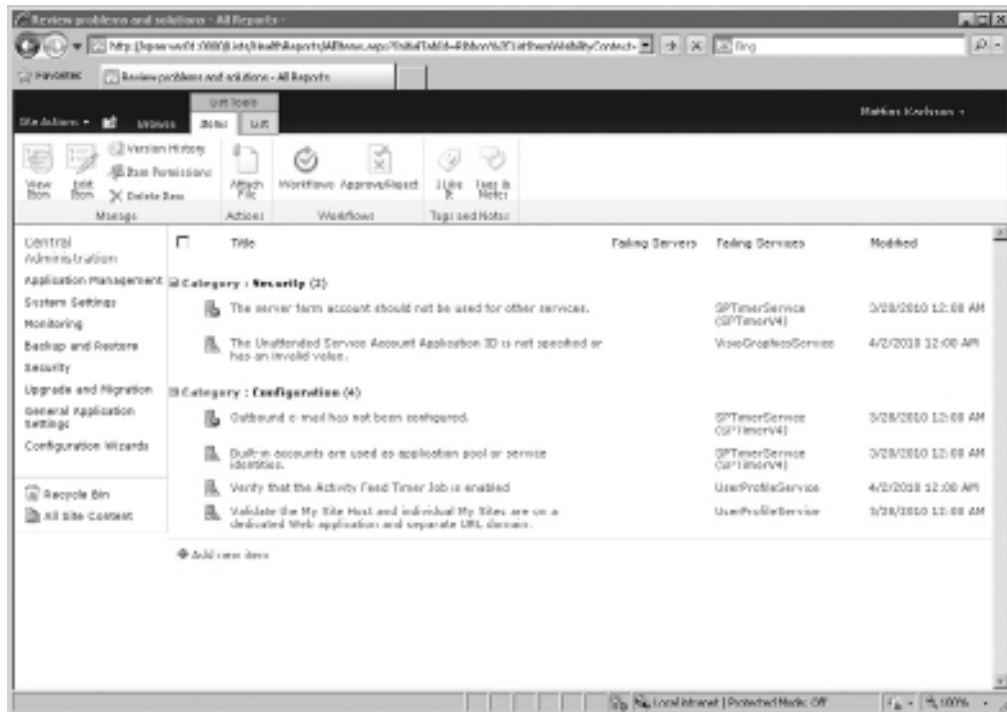 Review problems and solutions - All Reports -
Bing
Favorites
Review problems and solutions - All Reports
List Tools
Site Actions
Browse
Items
List
Mattias Karlsson
View Item
Edit Item
Version History
Item Permissions
Delete Item
Manage
Attach File
Actions
Workflows
Approve/Reject
Workflows
I Like It
Tags & Notes
Tags and Notes
Central Administration
Application Management
System Settings
Monitoring
Backup and Restore
Security
Upgrade and Migration
General Application Settings
Configuration Wizards
Recycle Bin
All Site Content
Title
Failing Servers
Failing Services
Modified
Category : Security (2)
The server farm account should not be used for other services.
SPTimerService (SPTimerV4)
3/28/2010 12:00 AM
The Unattended Service Account Application ID is not specified or
has an invalid value.
VisioGraphicsService
4/2/2010 12:00 AM
Category : Configuration (4)
Outbound e-mail has not been configured.
SPTimerService (SPTimerV4)
3/28/2010 12:00 AM
Built-in accounts are used as application pool or service
identities.
SPTimerService (SPTimerV4)
3/28/2010 12:00 AM
Verify that the Activity Feed Timer Job is enabled
UserProfileService
4/2/2010 12:00 AM
Validate the My Site Host and individual My Sites are on a
dedicated Web application and separate URL domain.
UserProfileService
3/28/2010 12:00 AM
Add new item
Local intranet | Protected Mode: Off
100%